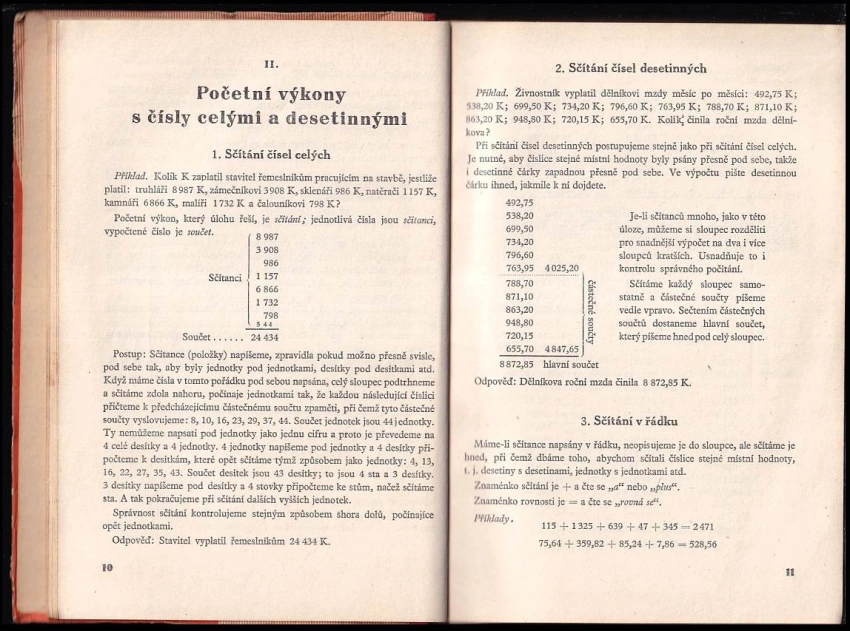 II.
Početní výkony
s čísly celými a desetinnými
1. Sčítání čísel celých
Příklad. Kolik K zaplatil stavitel řemeslníkům pracujícím na stavbě, jestliže
platil: truhláři 8 987 K, zámečníkovi 3 908 K, sklenáři 986 K, natěrači 1 157 K,
kamnáři 6 866 K, malíři 1 732 K a čalouníkovi 798 K?
Početní výkon, který úlohu řeší, je sčítání; jednotlivá čísla jsou sčítanci,
vypočtené číslo je součet.
8 987
3 908
986
Sčítanci 1 157
6 866
1 732
798
5 44
Součet ...... 24 434
Postup: Sčítance (položky) napíšeme, zpravidla pokud možno přesně svisle,
pod sebe tak, aby byly jednotky pod jednotkami, desítky pod desítkami atd.
Když máme čísla v tomto pořádku pod sebou napsána, celý sloupec podtrhneme
a sčítáme zdola nahoru, počínaje jednotkami tak, že každou následující číslici
přičteme k předcházejícímu částečnému součtu zpaměti, při čemž tyto částečné
součty vyslovujeme: 8, 10, 16, 23, 29, 37, 44. Součet jednotek jsou 44 jednotky.
Ty nemůžeme napsati pod jednotky jako jednu cifru a proto je převedeme na
4 celé desítky a 4 jednotky. 4 jednotky napíšeme pod jednotky a 4 desítky při-
počteme k desítkám, které opět sčítáme týmž způsobem jako jednotky: 4, 13,
16, 22, 27, 35, 43. Součet desítek jsou 43 desítky; to jsou 4 sta a 3 desítky.
3 desítky napíšeme pod desítky a 4 stovky připočteme ke stům, načež sčítáme
sta. A tak pokračujeme při sčítání dalších vyšších jednotek.
Správnost sčítání kontrolujeme stejným způsobem shora dolů, počínajíce
opět jednotkami.
Odpověď: Stavitel vyplatil řemeslníkům 24 434 K.
10
2. Sčítání čísel desetinných
Příklad. Živnostník vyplatil dělníkovi mzdy měsíc po měsíci: 492,75 K;
538,20 K; 699,50 K; 734,20 K; 796,60 K; 763,95 K; 788,70 K; 871,10 K;
863,20 K; 948,80 K; 720,15 K; 655,70 K. Kolik činila roční mzda dělní-
kova?
Při sčítání čísel desetinných postupujeme stejně jako při sčítání čísel celých.
Je nutné, aby číslice stejné místní hodnoty byly psány přesně pod sebe, takže
i desetinné čárky zapadnou přesně pod sebe. Ve výpočtu píšte desetinnou
čárku ihned, jakmile k ní dojdete.
492,75
538,20
699,50
734,20
796,60
763,95 4 025,20
788,70
871,10
863,20
948,80
720,15
655,70 4 847,65
částečné součty
8 872,85 hlavní součet
Je-li sčítanců mnoho, jako v této
úloze, můžeme si sloupec rozděliti
pro snadnější výpočet na dva i více
sloupců kratších. Usnadňuje to i
kontrolu správného počítání.
Sčítáme každý sloupec samo-
statně a částečné součty píšeme
vedle vpravo. Sečtením částečných
součtů dostaneme hlavní součet,
který píšeme hned pod celý sloupec.
Odpověď: Dělníkova roční mzda činila 8 872,85 K.
3. Sčítání v řádku
Máme-li sčítance napsány v řádku, neopisujeme je do sloupce, ale sčítáme je
hned, při čemž dbáme toho, abychom sčítali číslice stejné místní hodnoty,
t. j. desetiny s desetinami, jednotky s jednotkami atd.
Znaménko sčítání je + a čte se „a“ nebo „plus“.
Znaménko rovnosti je = a čte se „rovná se“.
Příklady.
115 + 1 325 + 639 + 47 + 345 = 2 471
75,64 + 359,82 + 85,24 + 7,86 = 528,56
11